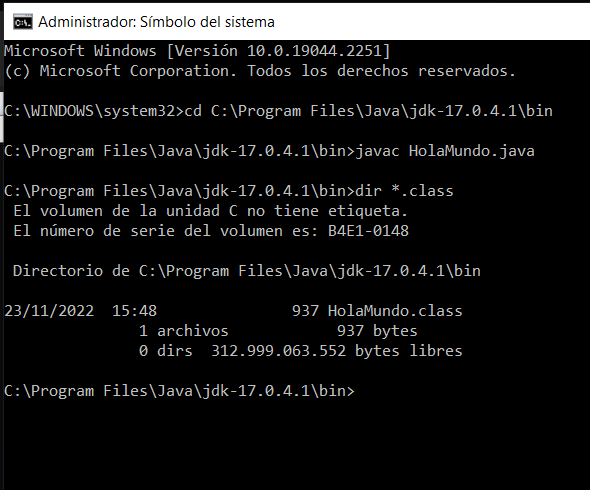 Administrador: Símbolo del sistema
Microsoft Windows [Versión 10.0.19044.2251]
(c) Microsoft Corporation. Todos los derechos reservados.
C:\WINDOWS\system32>cd C:\Program Files\Java\jdk-17.0.4.1\bin
C:\Program Files\Java\jdk-17.0.4.1\bin>javac HolaMundo.java
C:\Program Files\Java\jdk-17.0.4.1\bin>dir *.class
El volumen de la unidad C no tiene etiqueta.
El número de serie del volumen es: B4E1-0148
Directorio de C:\Program Files\Java\jdk-17.0.4.1\bin
23/11/2022  15:48               937 HolaMundo.class
1 archivos            937 bytes
0 dirs  312.999.063.552 bytes libres
C:\Program Files\Java\jdk-17.0.4.1\bin>